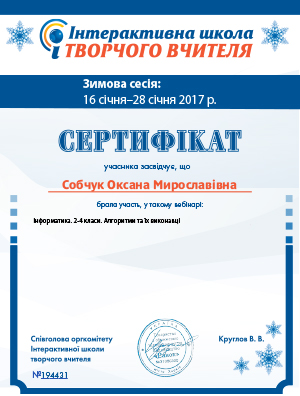 Інтерактивна школа
ТВОРЧОГО ВЧИТЕЛЯ
Зимова сесія:
16 січня–28 січня 2017 р.
СЕРТИФІКАТ
учасника засвідчує, що
Собчук Оксана Мирославівна
брала участь, у такому вебінарі:
Інформатика. 2-4 класи. Алгоритми та їх виконавці
Співголова оргкомітету
Інтерактивної школи
творчого вчителя
Круглов В. В.
№194431